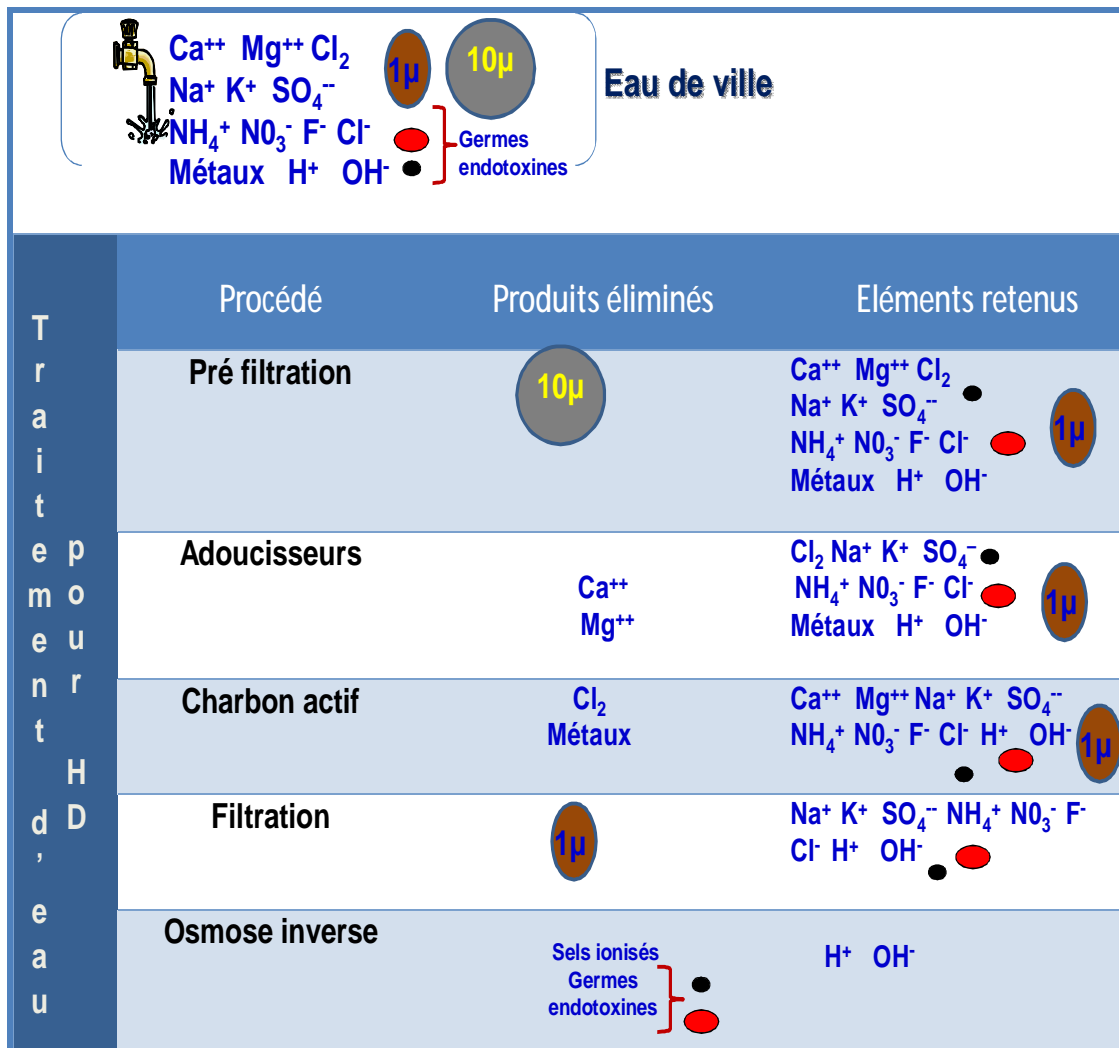 Ca⁺⁺ Mg⁺⁺ Cl₂
Na⁺ K⁺ SO₄⁻⁻
NH₄⁺ N0₃⁻ F⁻ Cl⁻
Métaux H⁺ OH⁻
1µ
10µ
Germes
endotoxines
Eau de ville
Traitement d’eau
pour HD
Procédé
Produits éliminés
Eléments retenus
Pré filtration
10µ
Ca⁺⁺ Mg⁺⁺ Cl₂
Na⁺ K⁺ SO₄⁻⁻
NH₄⁺ N0₃⁻ F⁻ Cl⁻
Métaux H⁺ OH⁻
1µ
Adoucisseurs
Ca⁺⁺
Mg⁺⁺
Cl₂ Na⁺ K⁺ SO₄⁻⁻
NH₄⁺ N0₃⁻ F⁻ Cl⁻
Métaux H⁺ OH⁻
1µ
Charbon actif
Cl₂
Métaux
Ca⁺⁺ Mg⁺⁺ Na⁺ K⁺ SO₄⁻⁻
NH₄⁺ N0₃⁻ F⁻ Cl⁻ H⁺ OH⁻
1µ
Filtration
1µ
Na⁺ K⁺ SO₄⁻⁻ NH₄⁺ N0₃⁻ F⁻
Cl⁻ H⁺ OH⁻
Osmose inverse
Sels ionisés
Germes
endotoxines
H⁺ OH⁻